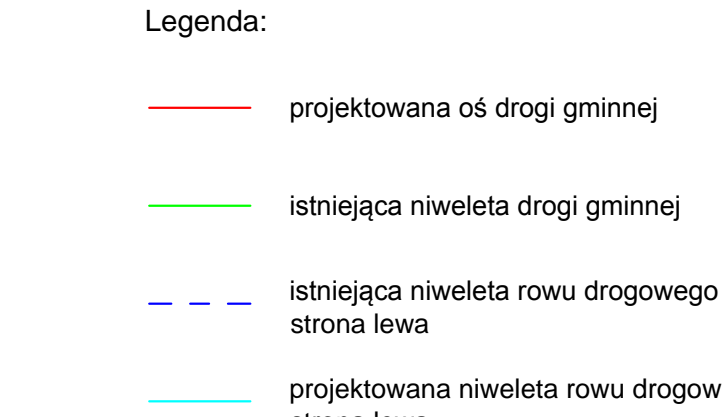 Legenda:
projektowana oś drogi gminnej
istniejąca niweleta drogi gminnej
istniejąca niweleta rowu drogowego
strona lewa
projektowana niweleta rowu drogow